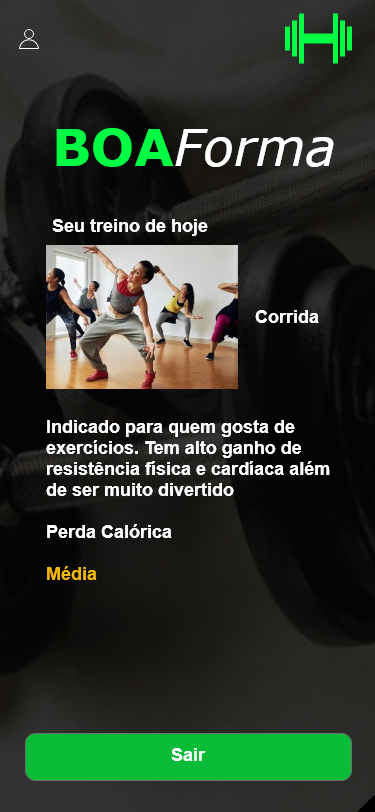 BOAForma
Seu treino de hoje
Corrida
Indicado para quem gosta de
exercícios. Tem alto ganho de
resistência física e cardíaca além
de ser muito divertido
Perda Calórica
Média
Sair